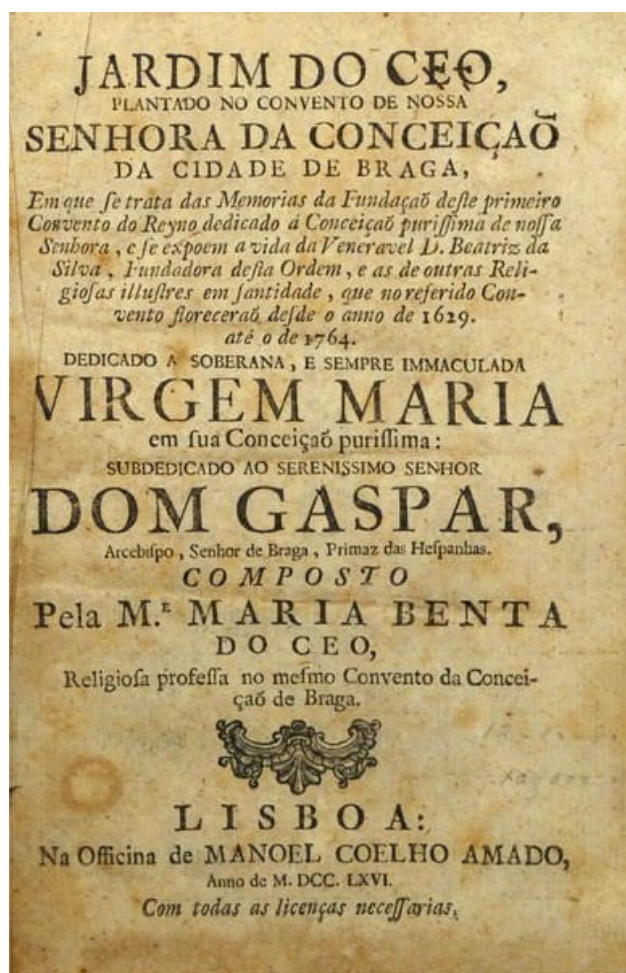 JARDIM DO CEO,
PLANTADO NO CONVENTO DE NOSSA
SENHORA DA CONCEIÇAÕ
DA CIDADE DE BRAGA,
Em que ſe trata das Memorias da Fundaçaõ deſte primeiro
Convento do Reyno dedicado á Conceiçaõ puriſſima de noſſa
Senhora , e ſe expoem a vida da Veneravel D. Beatriz da
Silva , Fundadora deſta Ordem , e as de outras Reli-
gioſas illuſtres em ſantidade , que no referido Con-
vento floreceraõ deſde o anno de 1629.
até o de 1764.
DEDICADO A SOBERANA , E SEMPRE IMMACULADA
VIRGEM MARIA
em ſua Conceiçaõ puriſſima :
SUBDEDICADO AO SERENISSIMO SENHOR
DOM GASPAR,
Arcebiſpo , Senhor de Braga , Primaz das Heſpanhas.
COMPOSTO
Pela M.E MARIA BENTA
DO CEO,
Religioſa profeſſa no meſmo Convento da Concei-
çaõ de Braga.
LISBOA:
Na Officina de MANOEL COELHO AMADO,
Anno de M. DCC. LXVI.
Com todas as licenças neceſſarias.